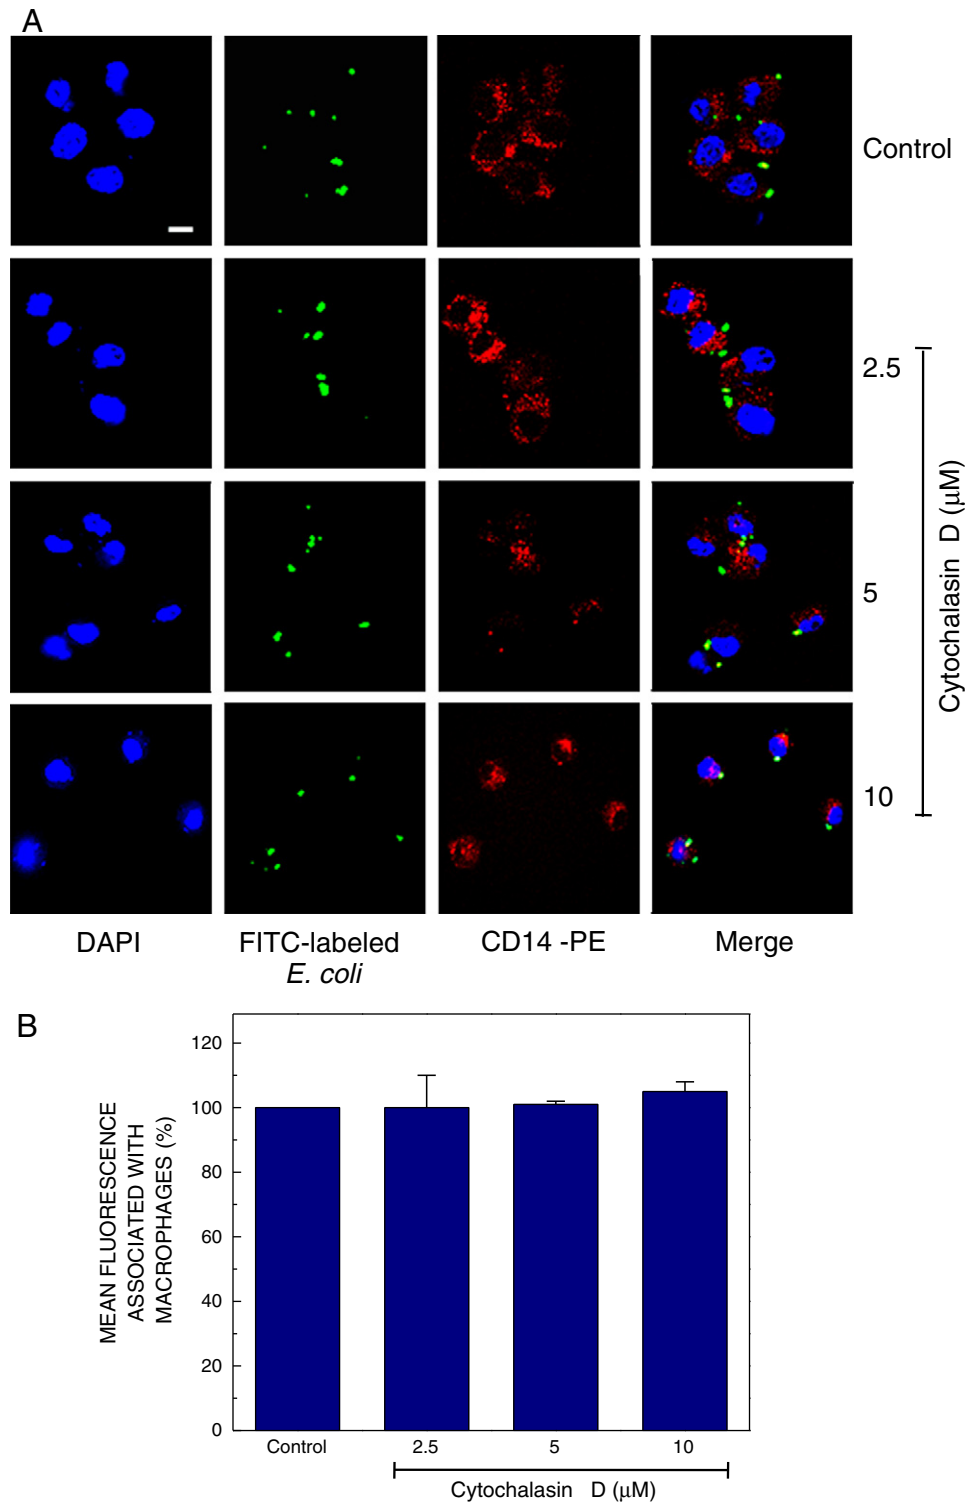 A
Control
2.5
5
10
Cytochalasin D (μM)
DAPI
FITC-labeled
E. coli
CD14 -PE
Merge
B
MEAN FLUORESCENCE
ASSOCIATED WITH
MACROPHAGES (%)
120
100
80
60
40
20
0
Control
2.5
5
10
Cytochalasin D (μM)